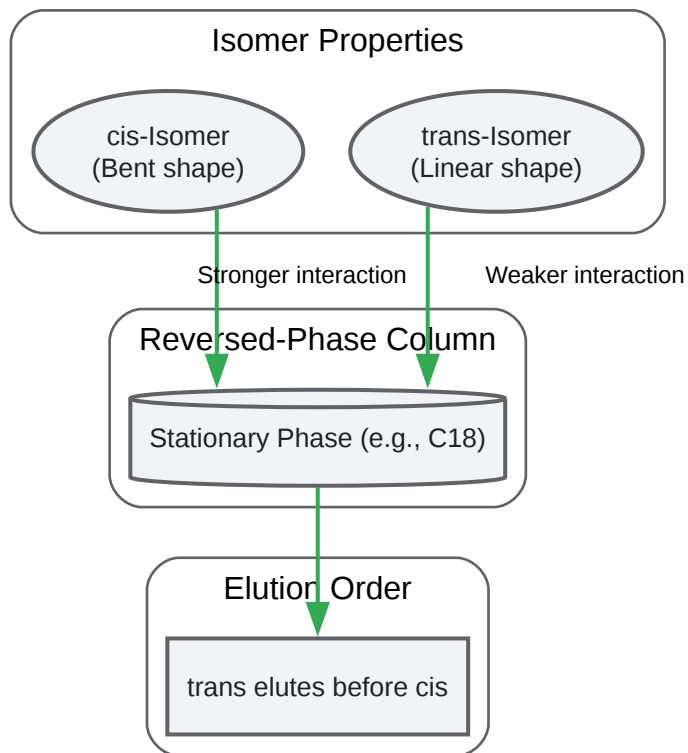 Isomer Properties
cis-Isomer
(Bent shape)
trans-Isomer
(Linear shape)
Stronger interaction
Weaker interaction
Reversed-Phase Column
Stationary Phase (e.g., C18)
Elution Order
trans elutes before cis